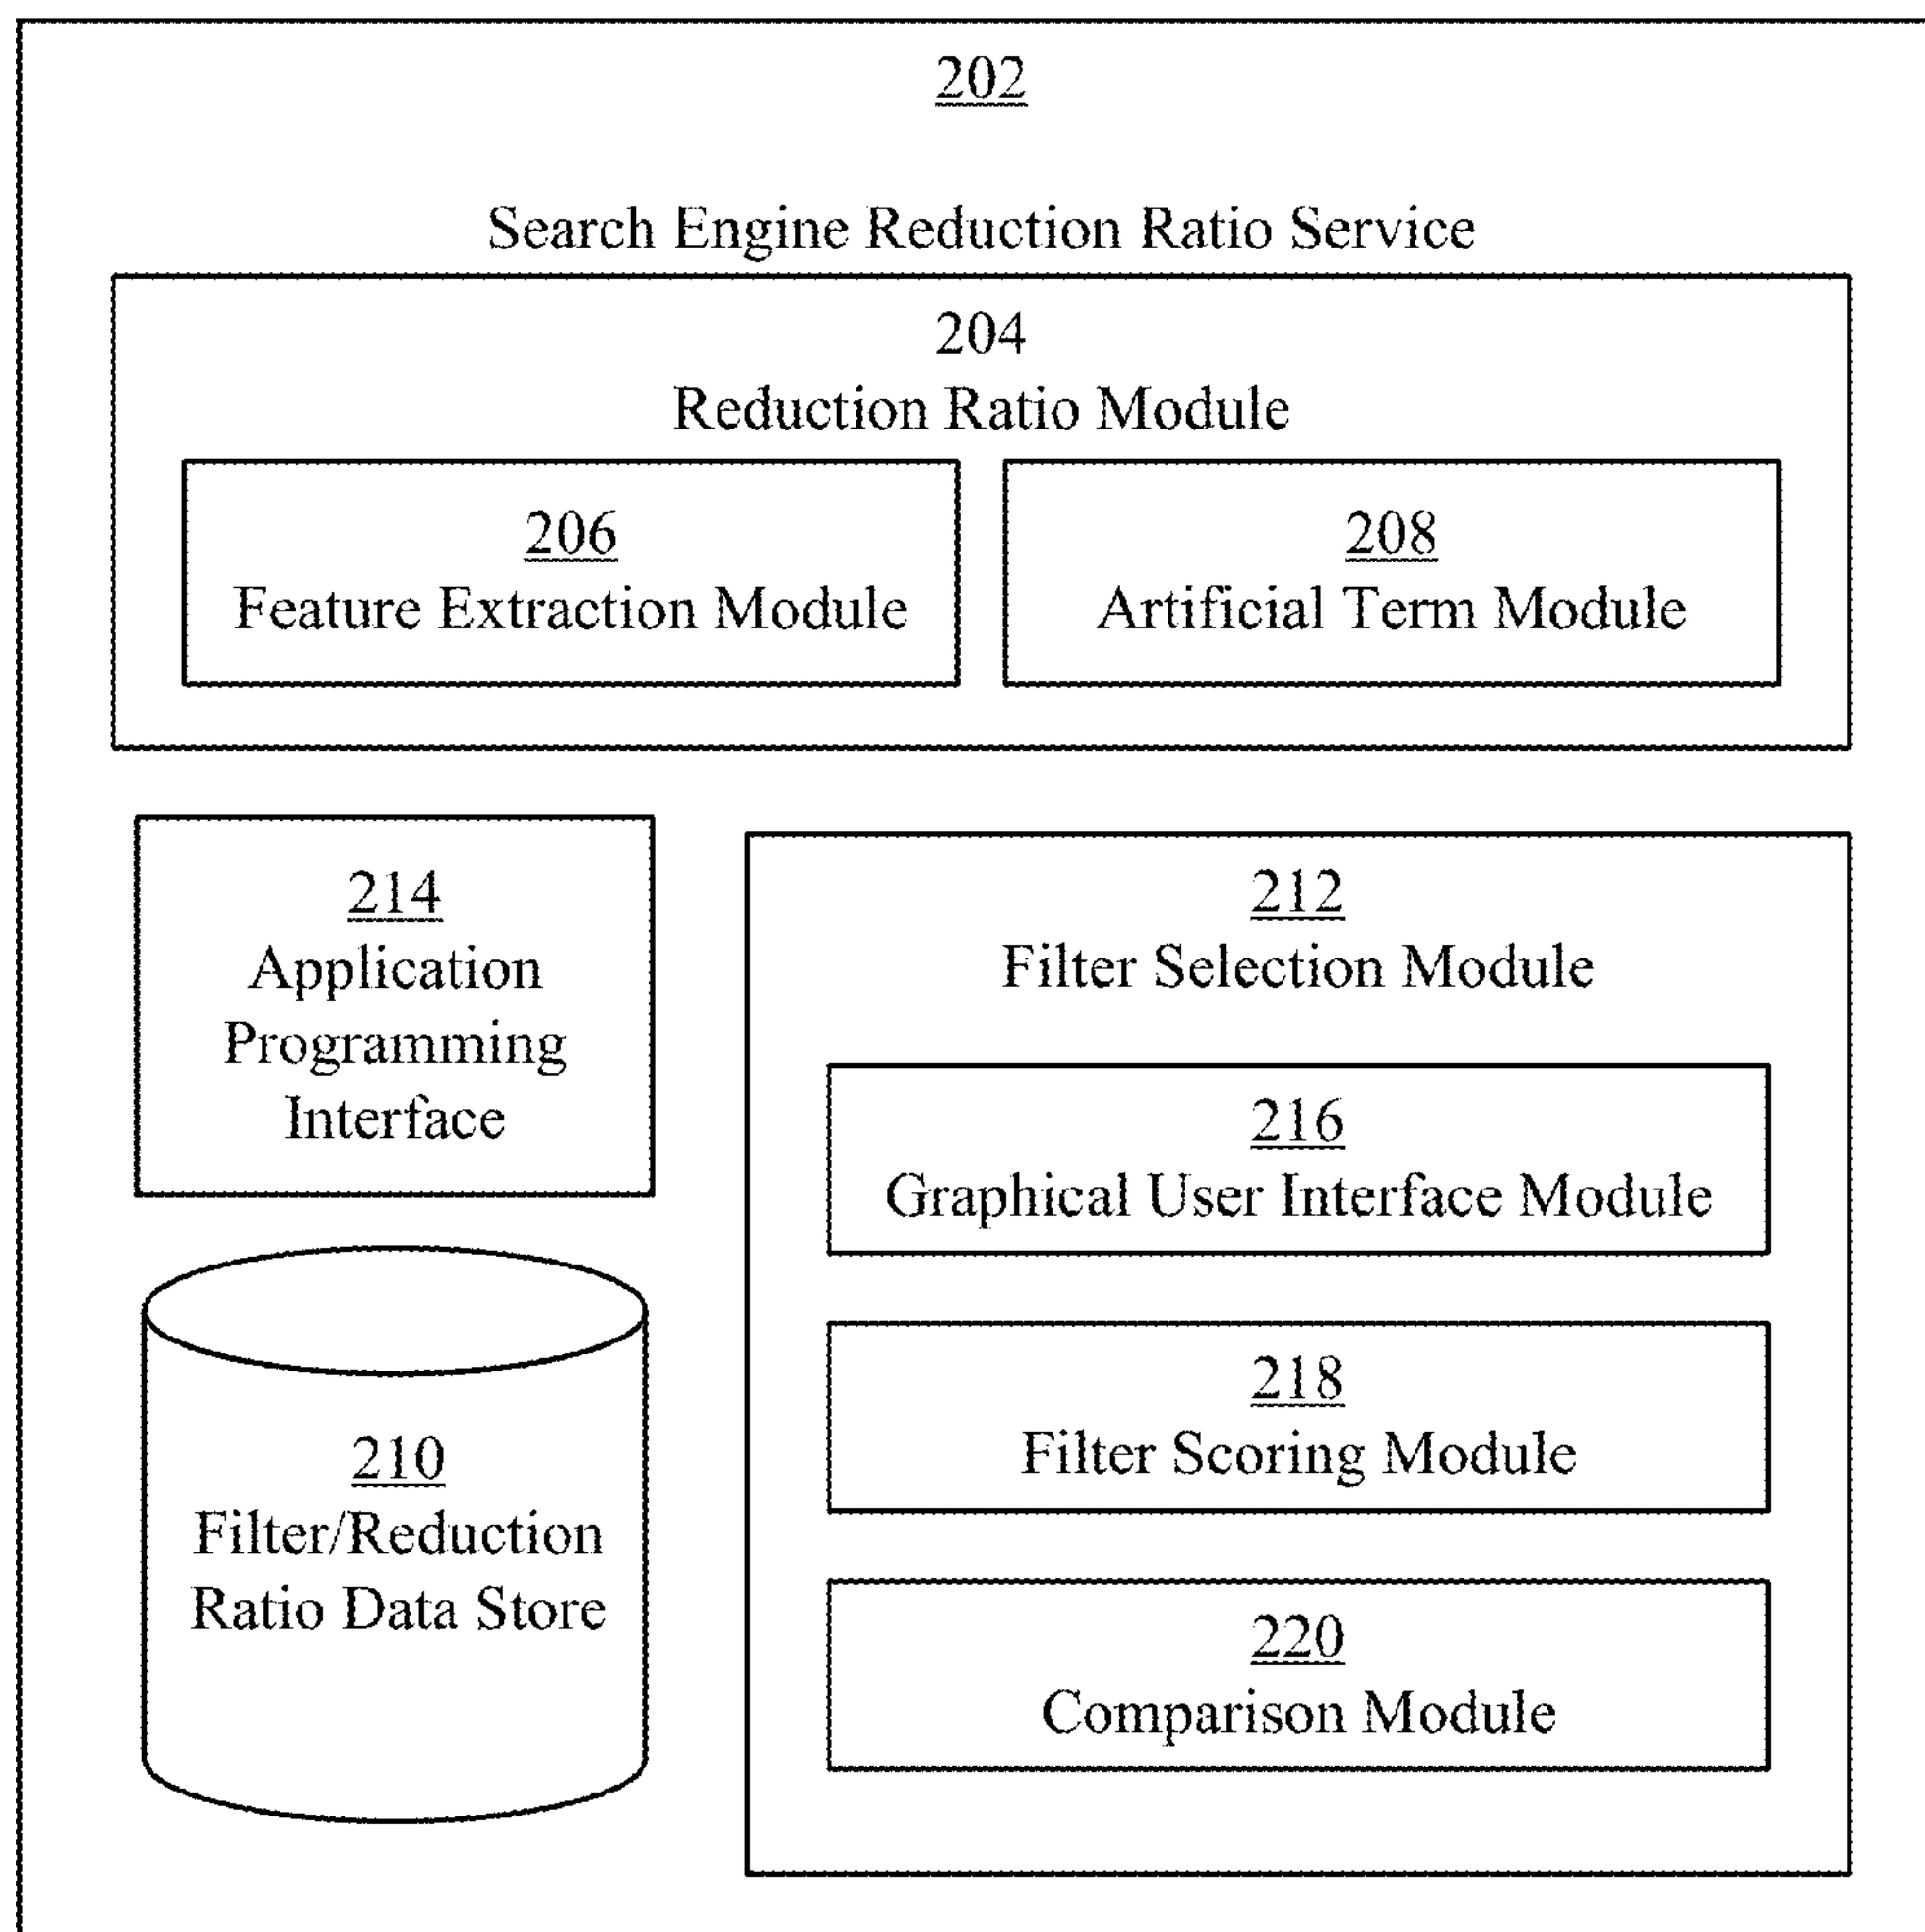 202
Search Engine Reduction Ratio Service
204
Reduction Ratio Module
206
Feature Extraction Module
208
Artificial Term Module
214
Application
Programming
Interface
210
Filter/Reduction
Ratio Data Store
212
Filter Selection Module
216
Graphical User Interface Module
218
Filter Scoring Module
220
Comparison Module